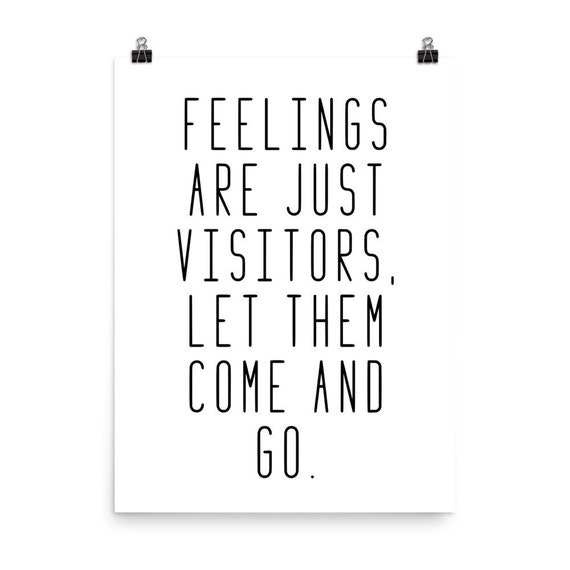 FEELINGS
ARE JUST
VISITORS,
LET THEM
COME AND
GO.